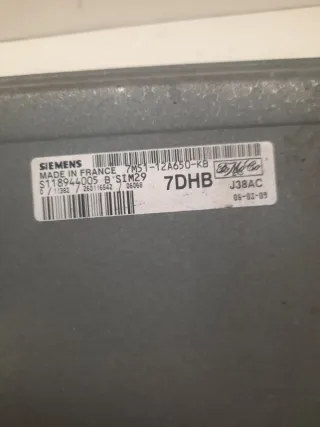 SIEMENS
MADE IN FRANCE 7M51-12A650-KB
S118944005 B SIM29 7DHB J38AC
06-02-09